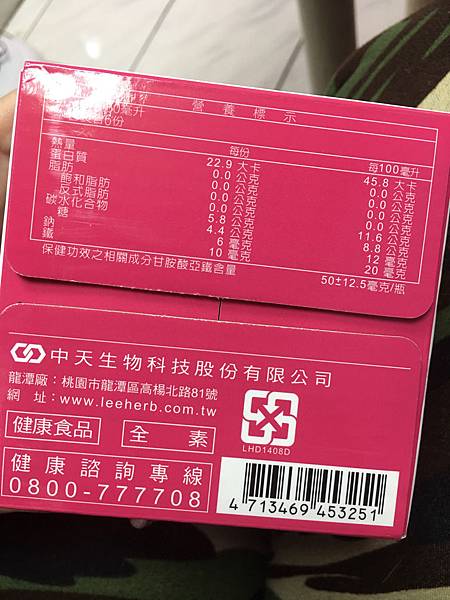 營養標示
毫升
6份
每份 每100毫升
熱量 22.9 大卡 45.8 大卡
蛋白質 0.0 公克 0.0 公克
脂肪 0.0 公克 0.0 公克
飽和脂肪 0.0 公克 0.0 公克
反式脂肪 0.0 公克 0.0 公克
碳水化合物 5.8 公克 11.6 公克
糖 4.4 公克 8.8 公克
鈉 6 毫克 12 毫克
鐵 10 毫克 20 毫克
保健功效之相關成分甘胺酸亞鐵含量 50±12.5毫克/瓶
中天生物科技股份有限公司
龍潭廠：桃園市龍潭區高楊北路81號
網 址：www.leeherb.com.tw
健康食品 全素
LHD1408D
健康諮詢專線
0800-777708
4 713469 453251